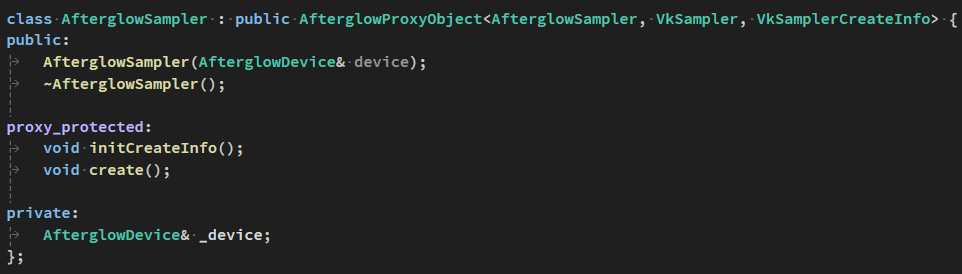 class AfterglowSampler : public AfterglowProxyObject<AfterglowSampler, VkSampler, VkSamplerCreateInfo> {
public:
    AfterglowSampler(AfterglowDevice& device);
    ~AfterglowSampler();

proxy_protected:
    void initCreateInfo();
    void create();

private:
    AfterglowDevice& _device;
};